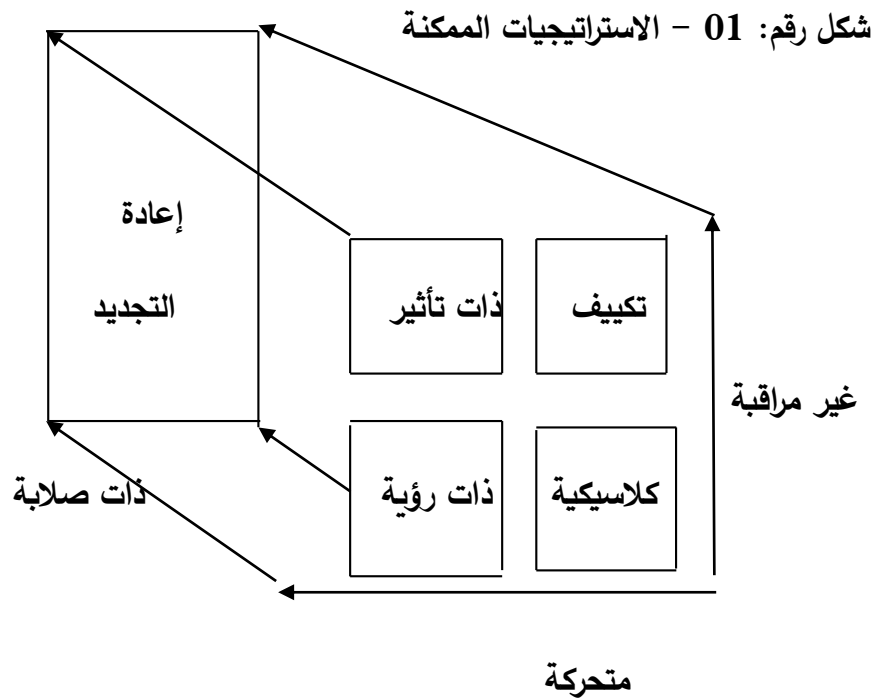 شكل رقم: 01 - الاستراتيجيات الممكنة
إعادة
التجديد
تكييف
ذات تأثير
غير مراقبة
كلاسيكية
ذات رؤية
ذات صلابة
متحركة